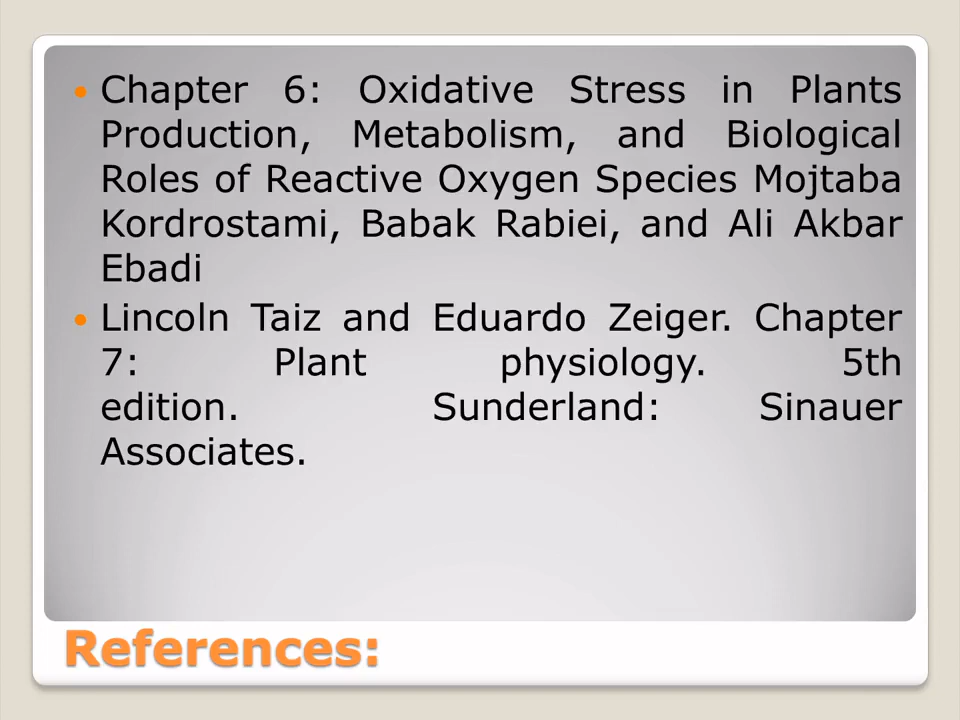 Chapter 6: Oxidative Stress in Plants
Production, Metabolism, and Biological
Roles of Reactive Oxygen Species Mojtaba
Kordrostami, Babak Rabiei, and Ali Akbar
Ebadi
Lincoln Taiz and Eduardo Zeiger. Chapter
7: Plant physiology. 5th
edition. Sunderland: Sinauer
Associates.
References: